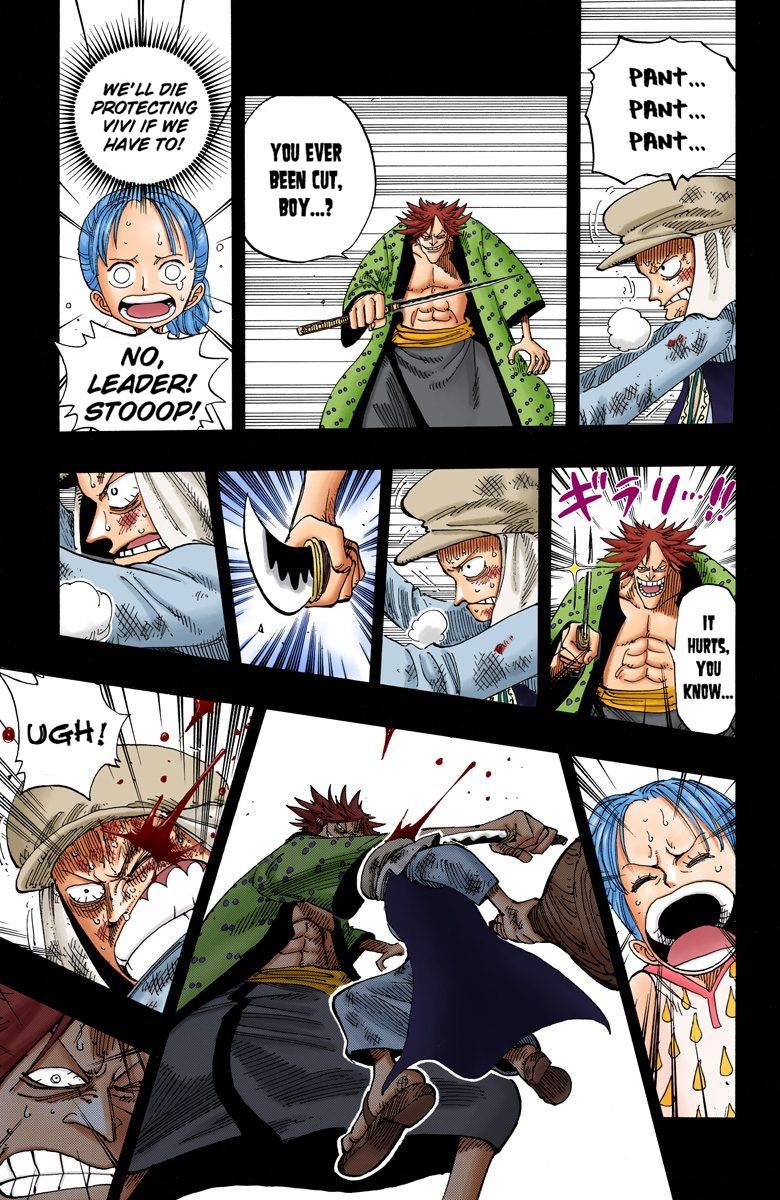 PANT...
PANT...
PANT...
YOU EVER
BEEN CUT,
BOY...?
WE'LL DIE
PROTECTING
VIVI IF WE
HAVE TO!
NO,
LEADER!
STOOOP!
ギラリ…!!
IT
HURTS,
YOU
KNOW...
UGH!